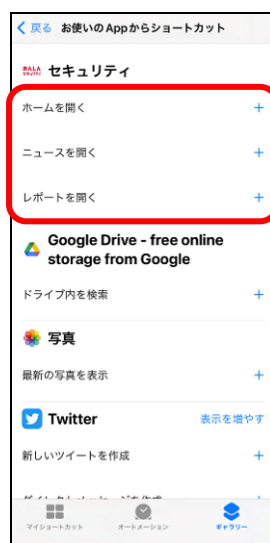 戻る お使いのAppからショートカット
セキュリティ
ホームを開く
ニュースを開く
レポートを開く
Google Drive - free online
storage from Google
ドライブ内を検索
写真
最新の写真を表示
Twitter 表示を増やす
新しいツイートを作成
マイショートカット オートメーション ギャラリー